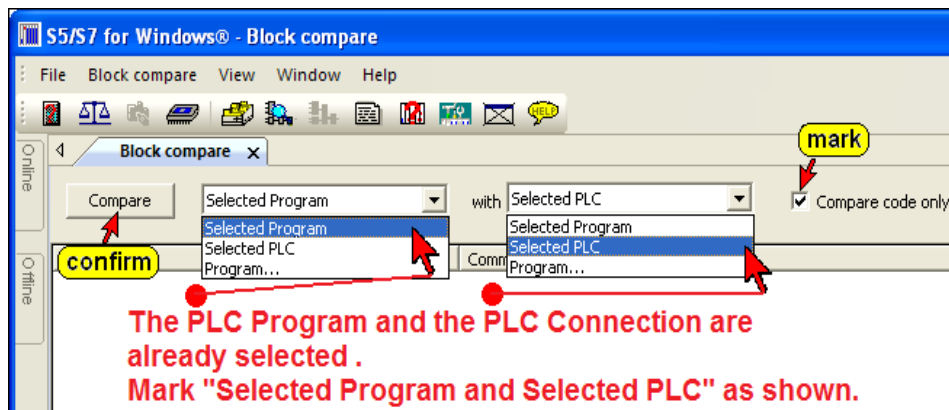 S5/S7 for Windows® - Block compare
File Block compare View Window Help
HELP
Online
Block compare x
mark
Compare
Selected Program
with
Selected PLC
Compare code only
Selected Program
Selected PLC
Program...
Selected Program
Selected PLC
Program...
confirm
Comm
Offline
The PLC Program and the PLC Connection are
already selected .
Mark "Selected Program and Selected PLC" as shown.